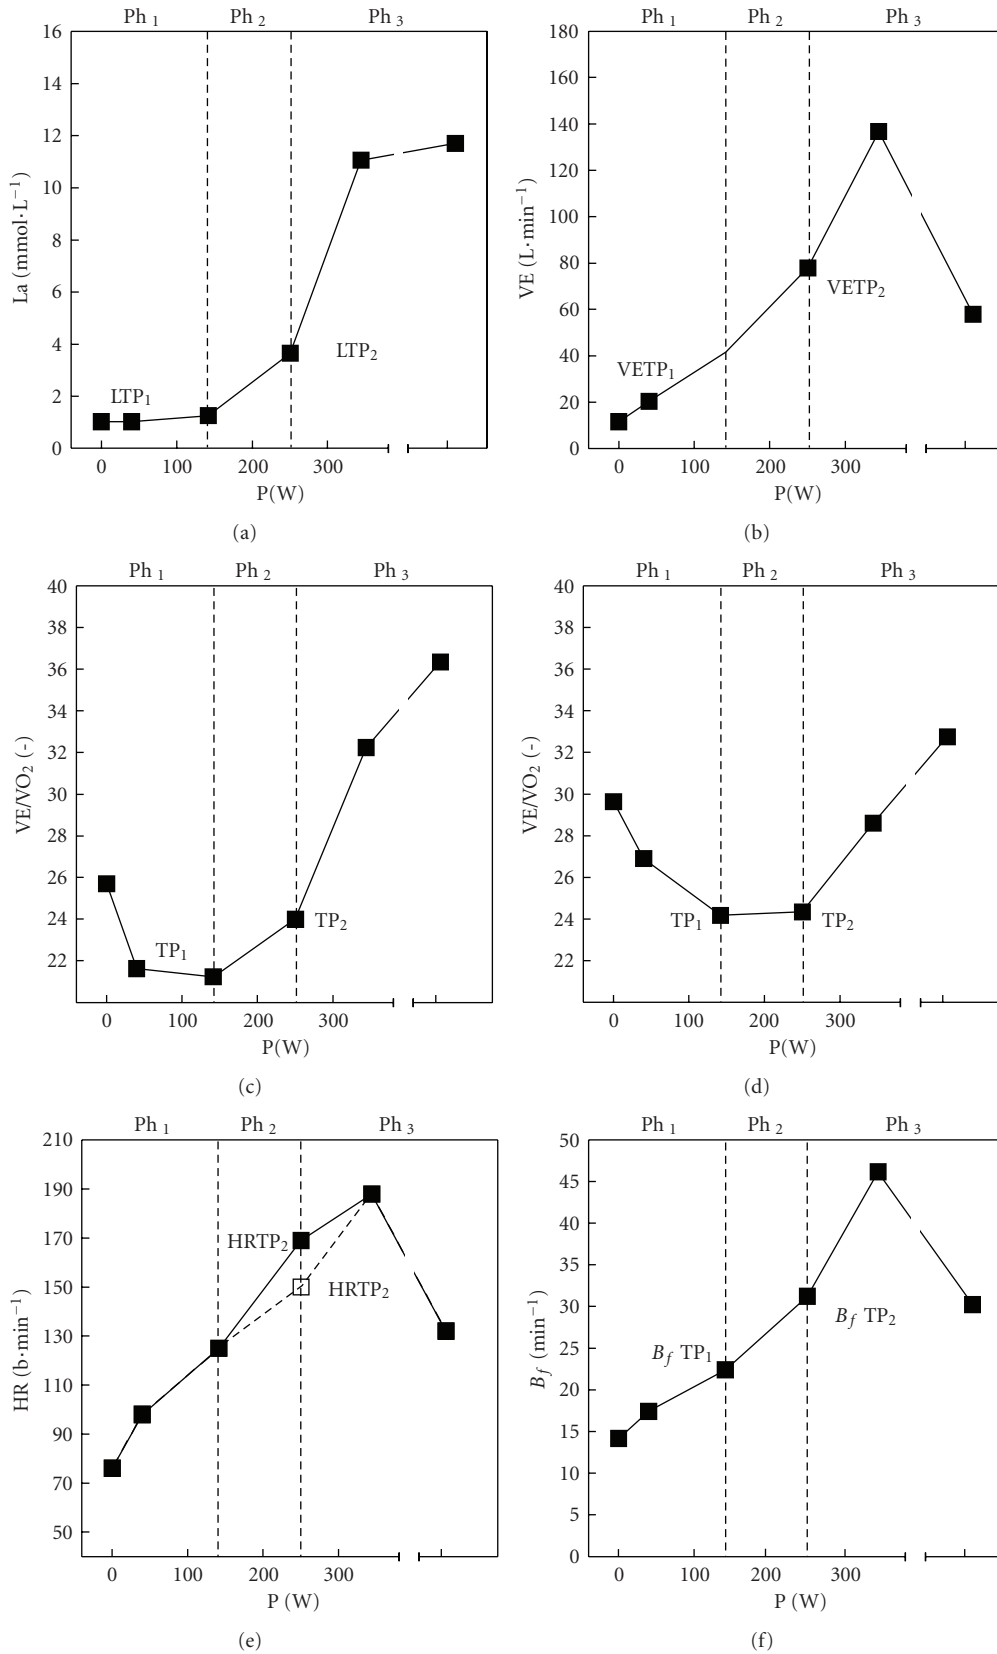 Ph 1 Ph 2 Ph 3
16
14
12
10
8
6
4
2
0
La (mmol·L−1)
LTP1
LTP2
0 100 200 300
P(W)
(a)
Ph 1 Ph 2 Ph 3
180
160
140
120
100
80
60
40
20
0
VE (L·min−1)
VETP1
VETP2
0 100 200 300
P(W)
(b)
Ph 1 Ph 2 Ph 3
40
38
36
34
32
30
28
26
24
22
VE/VO2 (-)
TP1
TP2
0 100 200 300
P(W)
(c)
Ph 1 Ph 2 Ph 3
40
38
36
34
32
30
28
26
24
22
VE/VO2 (-)
TP1
TP2
0 100 200 300
P(W)
(d)
Ph 1 Ph 2 Ph 3
210
190
170
150
130
110
90
70
50
HR (b·min−1)
HRTP2
HRTP2
0 100 200 300
P (W)
(e)
Ph 1 Ph 2 Ph 3
50
45
40
35
30
25
20
15
10
5
0
Bf (min−1)
Bf TP1
Bf TP2
0 100 200 300
P (W)
(f)